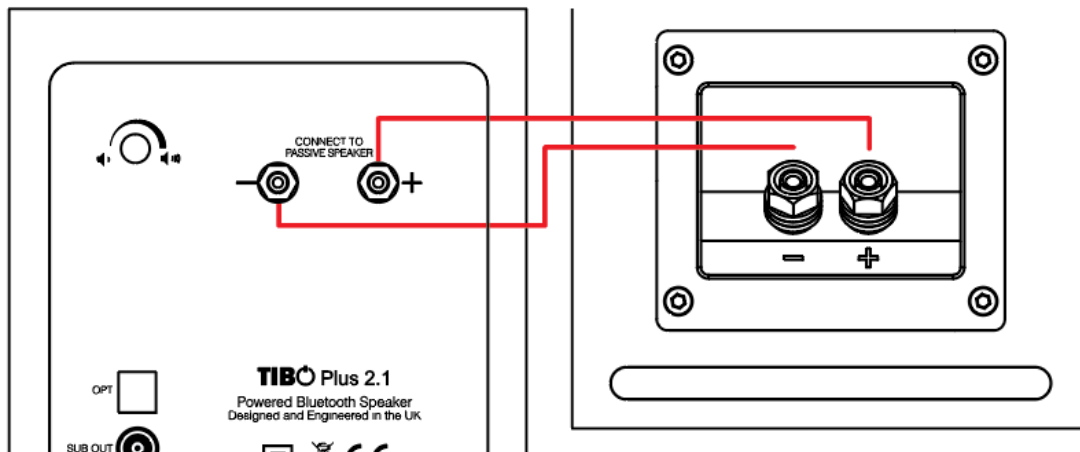 CONNECT TO
PASSIVE SPEAKER
− +
− +
OPT
TIBO Plus 2.1
Powered Bluetooth Speaker
Designed and Engineered in the UK
SUB OUT
CE